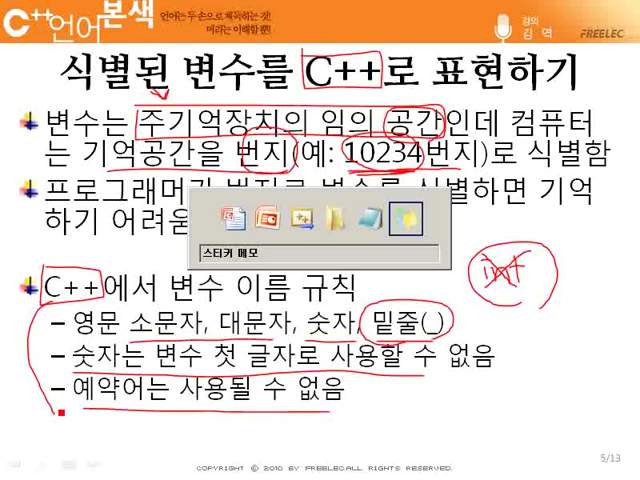 C++언어본색
언어는 두 손으로 체득하는 것!
머리는 이해할 뿐!
강의
김 역
FREELEC
식별된 변수를 C++로 표현하기
변수는 주기억장치의 임의 공간인데 컴퓨터
는 기억공간을 번지(예: 10234번지)로 식별함
프로그래머가 번지로 변수를 식별하면 기억
하기 어려움
스티커 메모
int
C++에서 변수 이름 규칙
– 영문 소문자, 대문자, 숫자, 밑줄(_)
– 숫자는 변수 첫 글자로 사용할 수 없음
– 예약어는 사용될 수 없음
5/13
COPYRIGHT ⓒ 2010 BY FREELEC.ALL RIGHTS RESERVED.